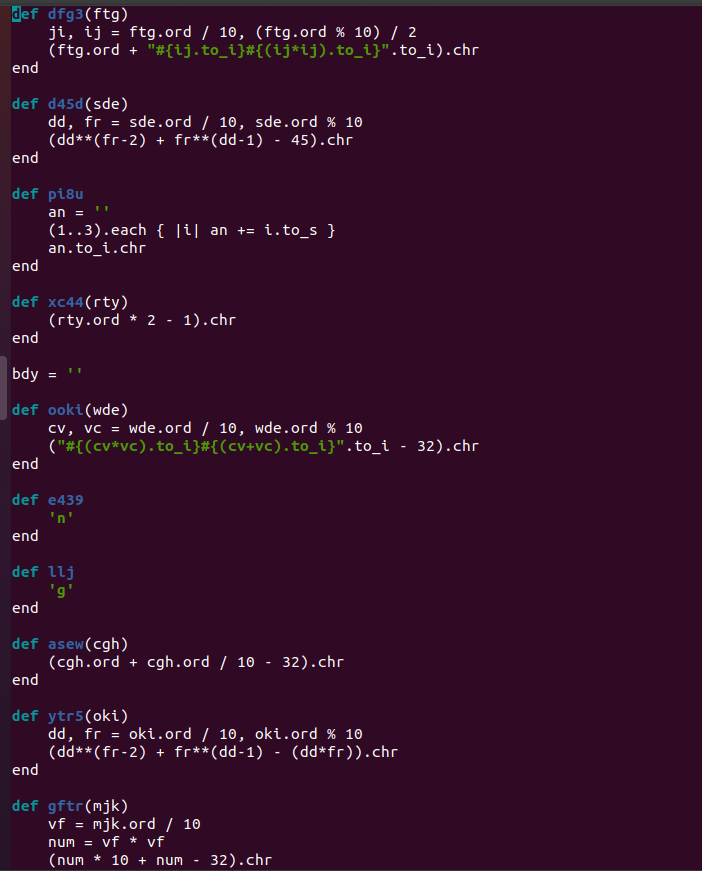 def dfg3(ftg)
    ji, ij = ftg.ord / 10, (ftg.ord % 10) / 2
    (ftg.ord + "#{ij.to_i}#{(ij*ij).to_i}".to_i).chr
end

def d45d(sde)
    dd, fr = sde.ord / 10, sde.ord % 10
    (dd**(fr-2) + fr**(dd-1) - 45).chr
end

def pi8u
    an = ''
    (1..3).each { |i| an += i.to_s }
    an.to_i.chr
end

def xc44(rty)
    (rty.ord * 2 - 1).chr
end

bdy = ''

def ooki(wde)
    cv, vc = wde.ord / 10, wde.ord % 10
    ("#{(cv*vc).to_i}#{(cv+vc).to_i}".to_i - 32).chr
end

def e439
    'n'
end

def llj
    'g'
end

def asew(cgh)
    (cgh.ord + cgh.ord / 10 - 32).chr
end

def ytr5(oki)
    dd, fr = oki.ord / 10, oki.ord % 10
    (dd**(fr-2) + fr**(dd-1) - (dd*fr)).chr
end

def gftr(mjk)
    vf = mjk.ord / 10
    num = vf * vf
    (num * 10 + num - 32).chr